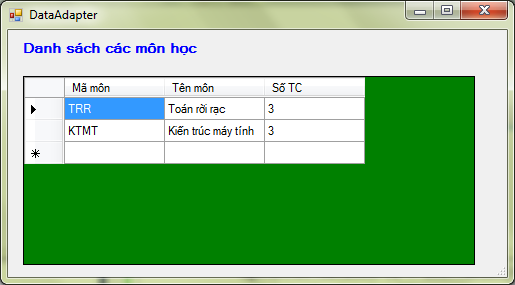 DataAdapter
Danh sách các môn học
Mã môn Tên môn Số TC
TRR Toán rời rạc 3
KTMT Kiến trúc máy tính 3